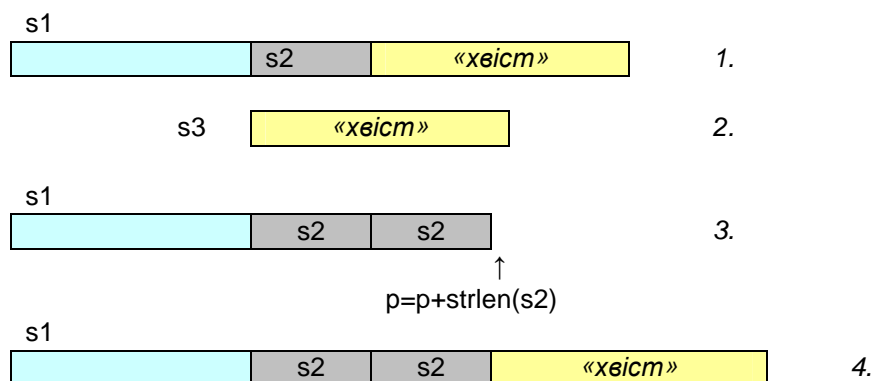 s1
s2 «хвіст» 1.
s3 «хвіст» 2.
s1
s2 s2 3.
↑
p=p+strlen(s2)
s1
s2 s2 «хвіст» 4.